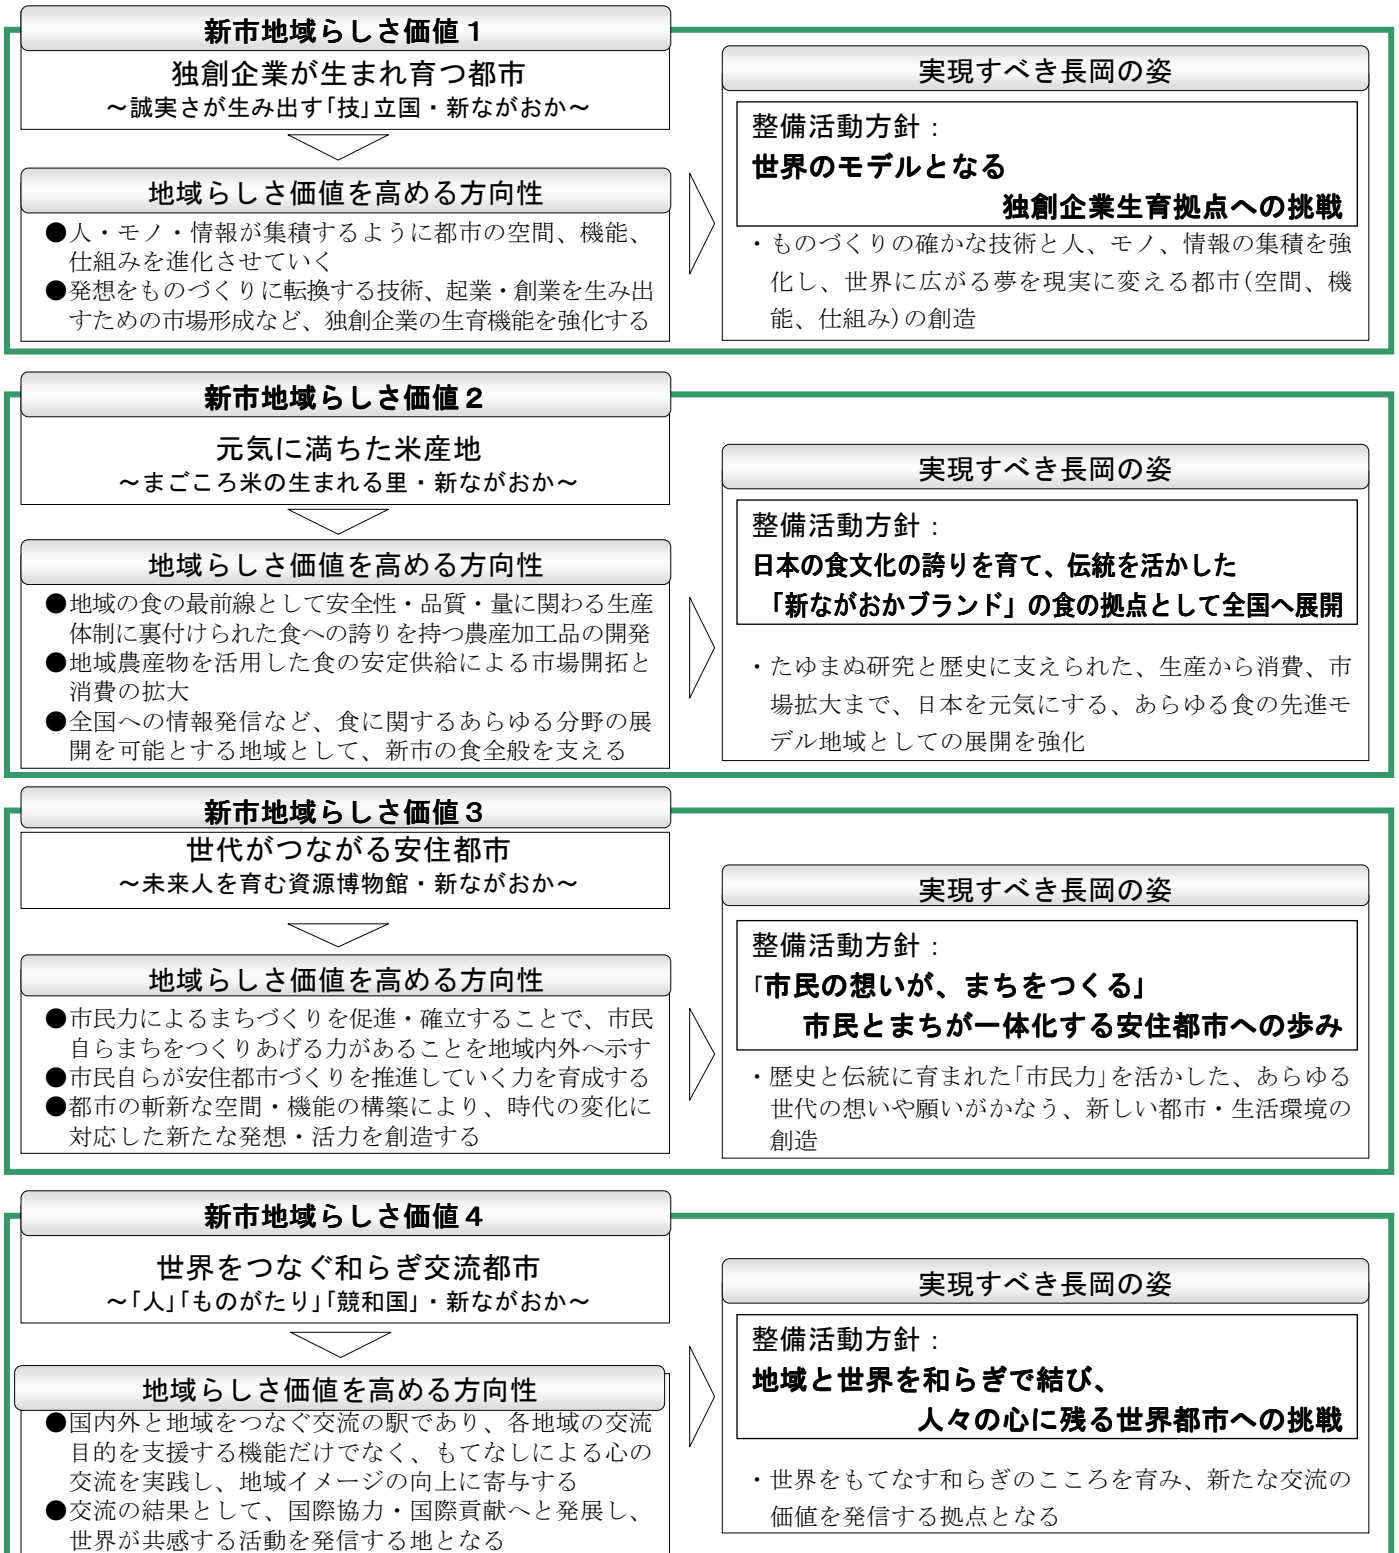 新市地域らしさ価値１
独創企業が生まれ育つ都市
～誠実さが生み出す「技」立国・新ながおか～
地域らしさ価値を高める方向性
●人・モノ・情報が集積するように都市の空間、機能、
仕組みを進化させていく
●発想をものづくりに転換する技術、起業・創業を生み出
すための市場形成など、独創企業の生育機能を強化する
実現すべき長岡の姿
整備活動方針：
世界のモデルとなる
独創企業生育拠点への挑戦
・ものづくりの確かな技術と人、モノ、情報の集積を強
化し、世界に広がる夢を現実に変える都市(空間、機
能、仕組み)の創造
新市地域らしさ価値２
元気に満ちた米産地
～まごころ米の生まれる里・新ながおか～
地域らしさ価値を高める方向性
●地域の食の最前線として安全性・品質・量に関わる生産
体制に裏付けられた食への誇りを持つ農産加工品の開発
●地域農産物を活用した食の安定供給による市場開拓と
消費の拡大
●全国への情報発信など、食に関するあらゆる分野の展
開を可能とする地域として、新市の食全般を支える
実現すべき長岡の姿
整備活動方針：
日本の食文化の誇りを育て、伝統を活かした
「新ながおかブランド」の食の拠点として全国へ展開
・たゆまぬ研究と歴史に支えられた、生産から消費、市
場拡大まで、日本を元気にする、あらゆる食の先進モ
デル地域としての展開を強化
新市地域らしさ価値３
世代がつながる安住都市
～未来人を育む資源博物館・新ながおか～
地域らしさ価値を高める方向性
●市民力によるまちづくりを促進・確立することで、市民
自らまちをつくりあげる力があることを地域内外へ示す
●市民自らが安住都市づくりを推進していく力を育成する
●都市の斬新な空間・機能の構築により、時代の変化に
対応した新たな発想・活力を創造する
実現すべき長岡の姿
整備活動方針：
「市民の想いが、まちをつくる」
市民とまちが一体化する安住都市への歩み
・歴史と伝統に育まれた「市民力」を活かした、あらゆる
世代の想いや願いがかなう、新しい都市・生活環境の
創造
新市地域らしさ価値４
世界をつなぐ和らぎ交流都市
～「人」「ものがたり」「競和国」・新ながおか～
地域らしさ価値を高める方向性
●国内外と地域をつなぐ交流の駅であり、各地域の交流
目的を支援する機能だけでなく、もてなしによる心の
交流を実践し、地域イメージの向上に寄与する
●交流の結果として、国際協力・国際貢献へと発展し、
世界が共感する活動を発信する地となる
実現すべき長岡の姿
整備活動方針：
地域と世界を和らぎで結び、
人々の心に残る世界都市への挑戦
・世界をもてなす和らぎのこころを育み、新たな交流の
価値を発信する拠点となる